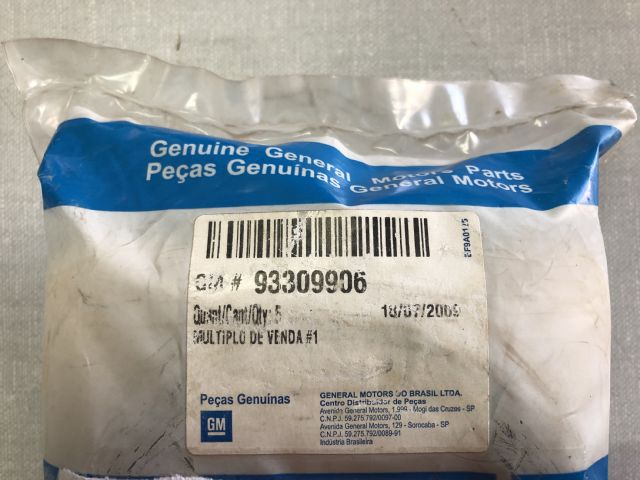 Genuine General Motors Parts
Peças Genuínas General Motors
EF9A01/5
GM # 93309906
Quant/Cant/Qty: 5
18/07/2009
MULTIPLO DE VENDA #1
Peças Genuínas
GM
GENERAL MOTORS DO BRASIL LTDA.
Centro Distribuidor de Peças
Avenida General Motors, 1.999 - Mogi das Cruzes - SP
C.N.P.J. 59.275.792/0097-00
Avenida General Motors, 129 - Sorocaba - SP
C.N.P.J. 59.275.792/0089-91
Indústria Brasileira